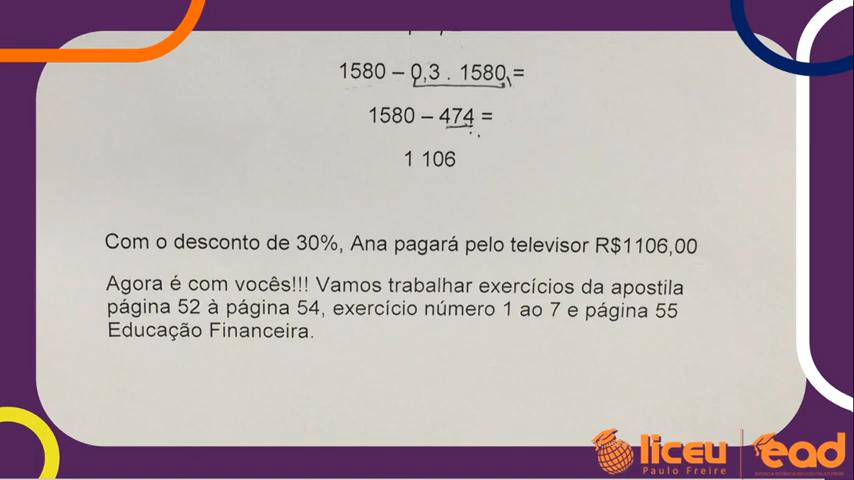 1580 – 0,3 . 1580 =
1580 – 474 =
1 106
Com o desconto de 30%, Ana pagará pelo televisor R$1106,00
Agora é com vocês!!! Vamos trabalhar exercícios da apostila
página 52 à página 54, exercício número 1 ao 7 e página 55
Educação Financeira.
liceu
Paulo Freire
ead